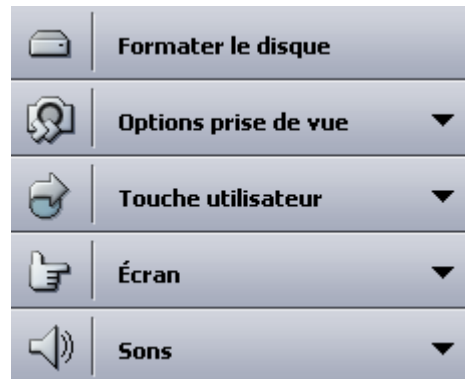 Formater le disque
Options prise de vue
Touche utilisateur
Écran
Sons